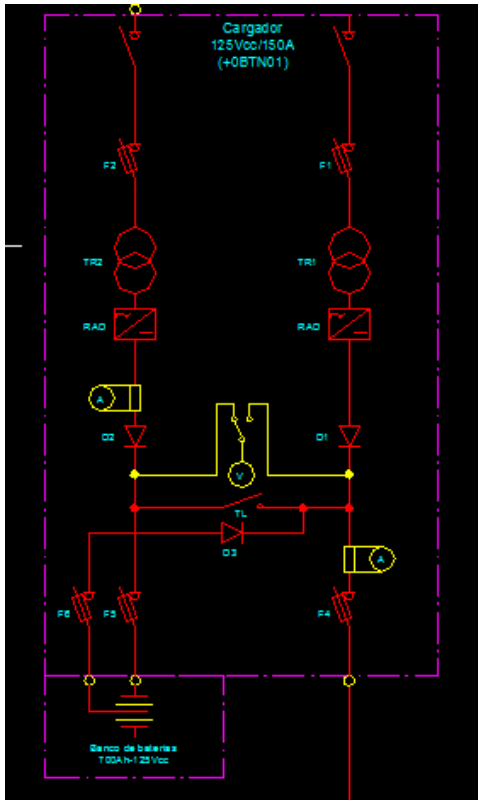 Cargador
125Vcc/150A
(+0BTN01)
F2
F1
TR2
TR1
RAD
RAD
A
D2
D1
V
TL
D3
A
F6
F5
F4
Banco de baterias
700Ah-125Vcc